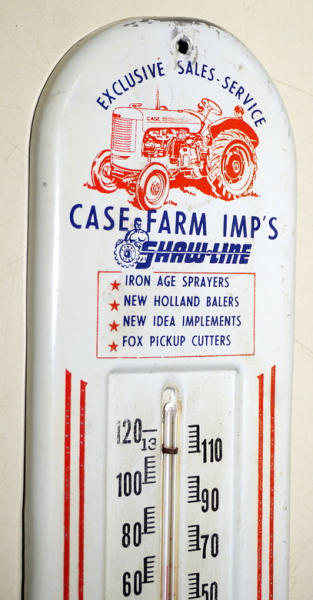 EXCLUSIVE SALES-SERVICE
CASE
CASE FARM IMP'S
SHAW-LINE
★ IRON AGE SPRAYERS
★ NEW HOLLAND BALERS
★ NEW IDEA IMPLEMENTS
★ FOX PICKUP CUTTERS
120
13
110
100
90
80
70
60
50